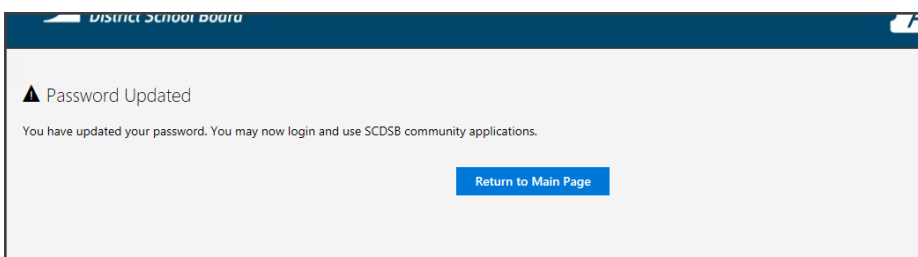 District School Board
Password Updated
You have updated your password. You may now login and use SCDSB community applications.
Return to Main Page